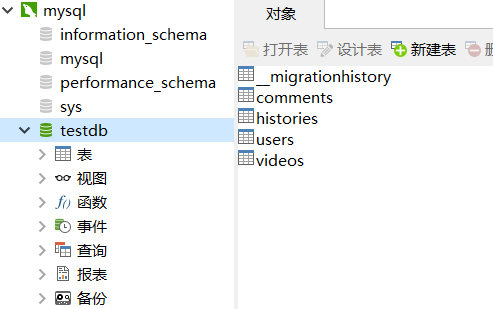 mysql
information_schema
mysql
performance_schema
sys
testdb
表
视图
f() 函数
事件
查询
报表
备份
对象
打开表 设计表 新建表
__migrationhistory
comments
histories
users
videos